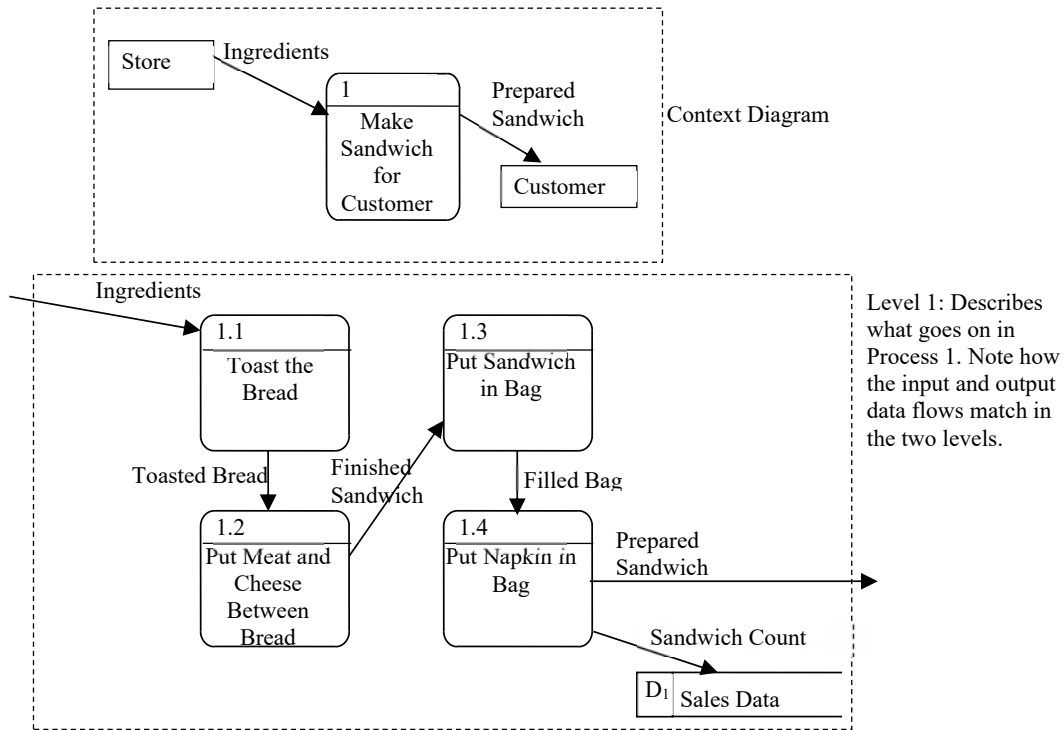 Store
Ingredients
1
Make
Sandwich
for
Customer
Prepared
Sandwich
Customer
Context Diagram
Ingredients
1.1
Toast the
Bread
1.3
Put Sandwich
in Bag
Toasted Bread
Finished
Sandwich
Filled Bag
1.2
Put Meat and
Cheese
Between
Bread
1.4
Put Napkin in
Bag
Prepared
Sandwich
Sandwich Count
D1 Sales Data
Level 1: Describes
what goes on in
Process 1. Note how
the input and output
data flows match in
the two levels.